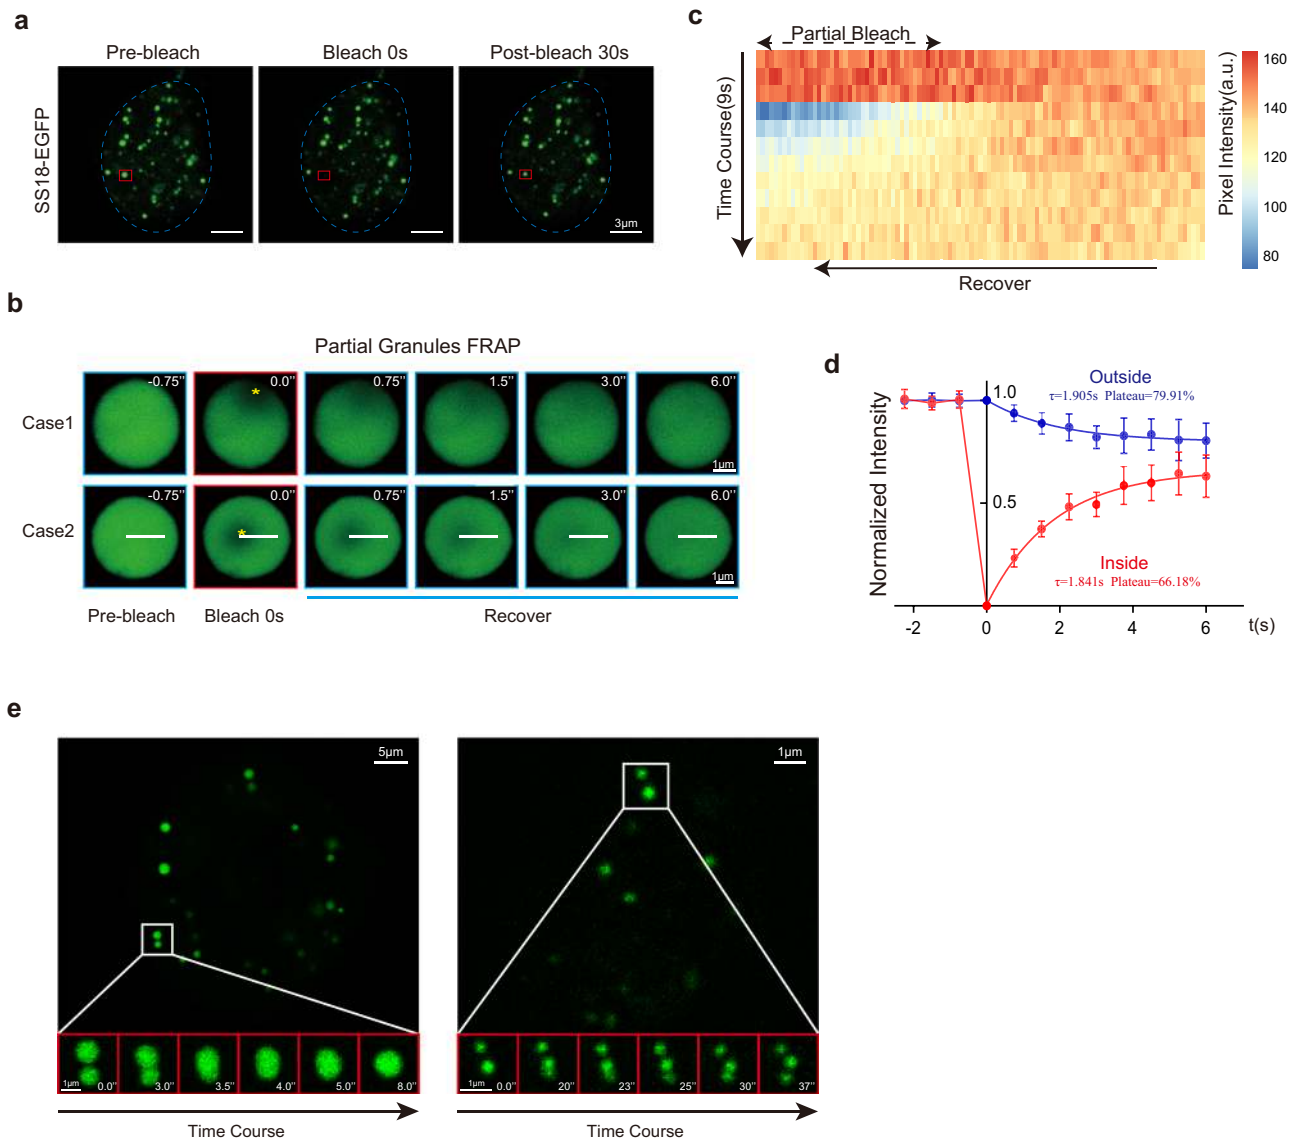 a
Pre-bleach
Bleach 0s
Post-bleach 30s
SS18-EGFP
3μm
b
Partial Granules FRAP
Case1
-0.75''
0.0''
*
0.75''
1.5''
3.0''
6.0''
1μm
Case2
-0.75''
0.0''
*
0.75''
1.5''
3.0''
6.0''
1μm
Pre-bleach
Bleach 0s
Recover
c
Partial Bleach
Time Course(9s)
Recover
Pixel Intensity(a.u.)
160
140
120
100
80
d
Normalized Intensity
1.0
0.5
Outside
τ=1.905s Plateau=79.91%
Inside
τ=1.841s Plateau=66.18%
-2
0
2
4
6
t(s)
e
5μm
1μm
1μm
0.0''
3.0''
3.5''
4.0''
5.0''
8.0''
1μm
0.0''
20''
23''
25''
30''
37''
Time Course
Time Course